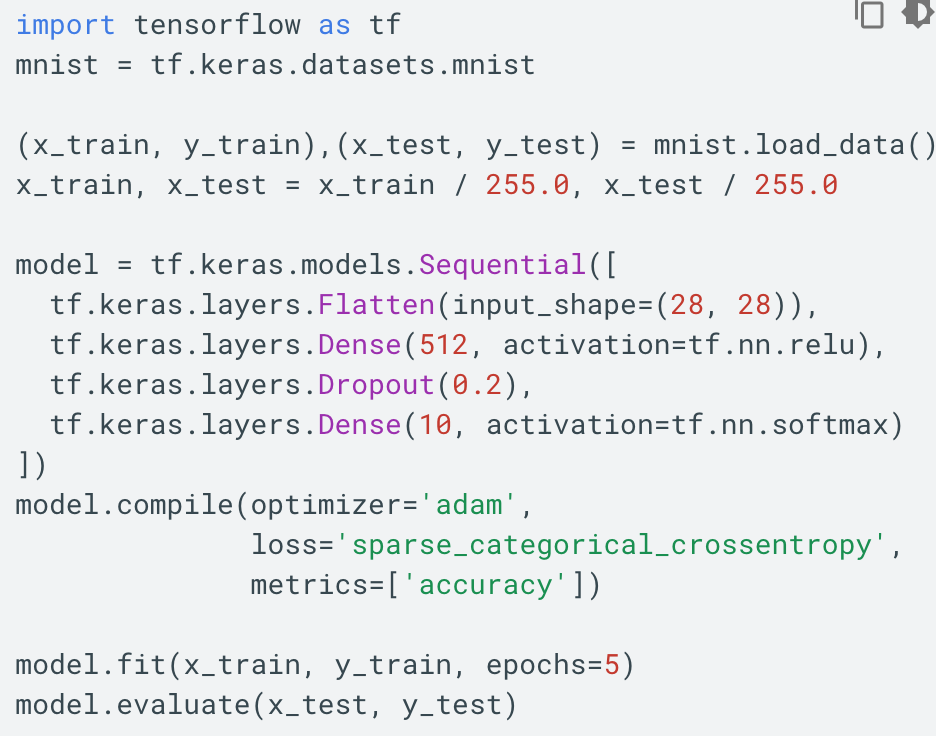 import tensorflow as tf
mnist = tf.keras.datasets.mnist

(x_train, y_train),(x_test, y_test) = mnist.load_data()
x_train, x_test = x_train / 255.0, x_test / 255.0

model = tf.keras.models.Sequential([
  tf.keras.layers.Flatten(input_shape=(28, 28)),
  tf.keras.layers.Dense(512, activation=tf.nn.relu),
  tf.keras.layers.Dropout(0.2),
  tf.keras.layers.Dense(10, activation=tf.nn.softmax)
])
model.compile(optimizer='adam',
              loss='sparse_categorical_crossentropy',
              metrics=['accuracy'])

model.fit(x_train, y_train, epochs=5)
model.evaluate(x_test, y_test)